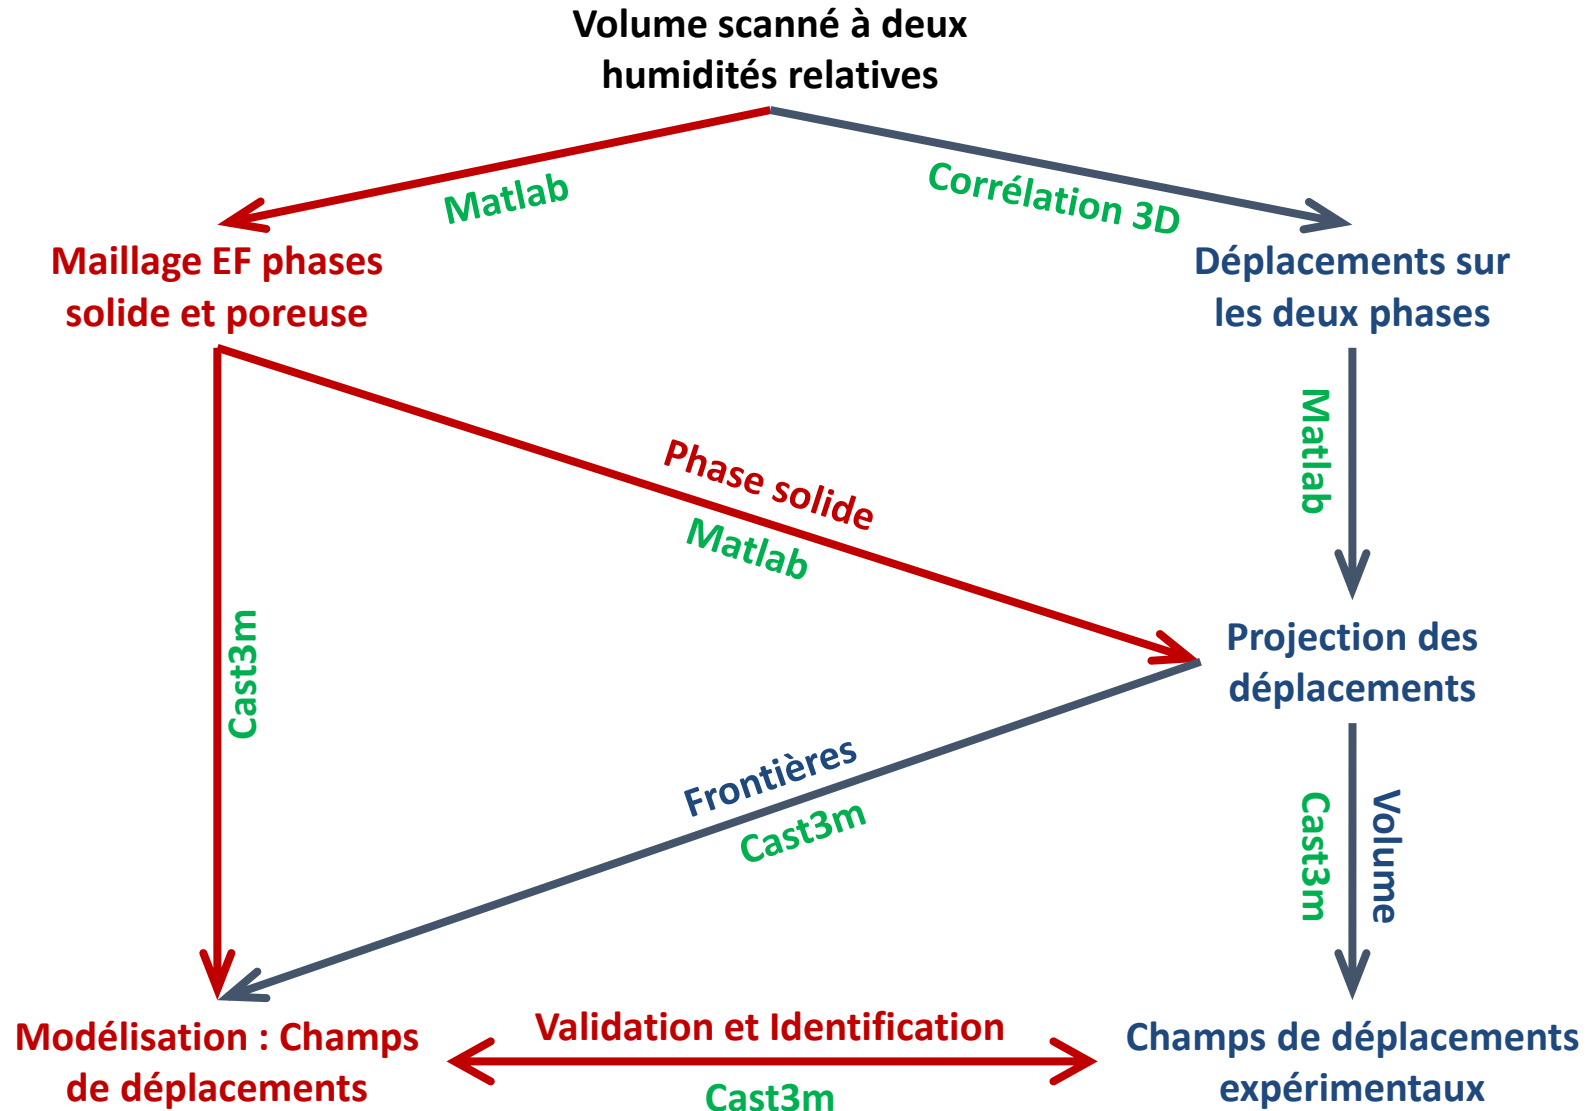 Volume scanné à deux
humidités relatives
Matlab
Corrélation 3D
Maillage EF phases
solide et poreuse
Déplacements sur
les deux phases
Matlab
Phase solide
Matlab
Cast3m
Projection des
déplacements
Frontières
Cast3m
Volume
Cast3m
Modélisation : Champs
de déplacements
Validation et Identification
Cast3m
Champs de déplacements
expérimentaux